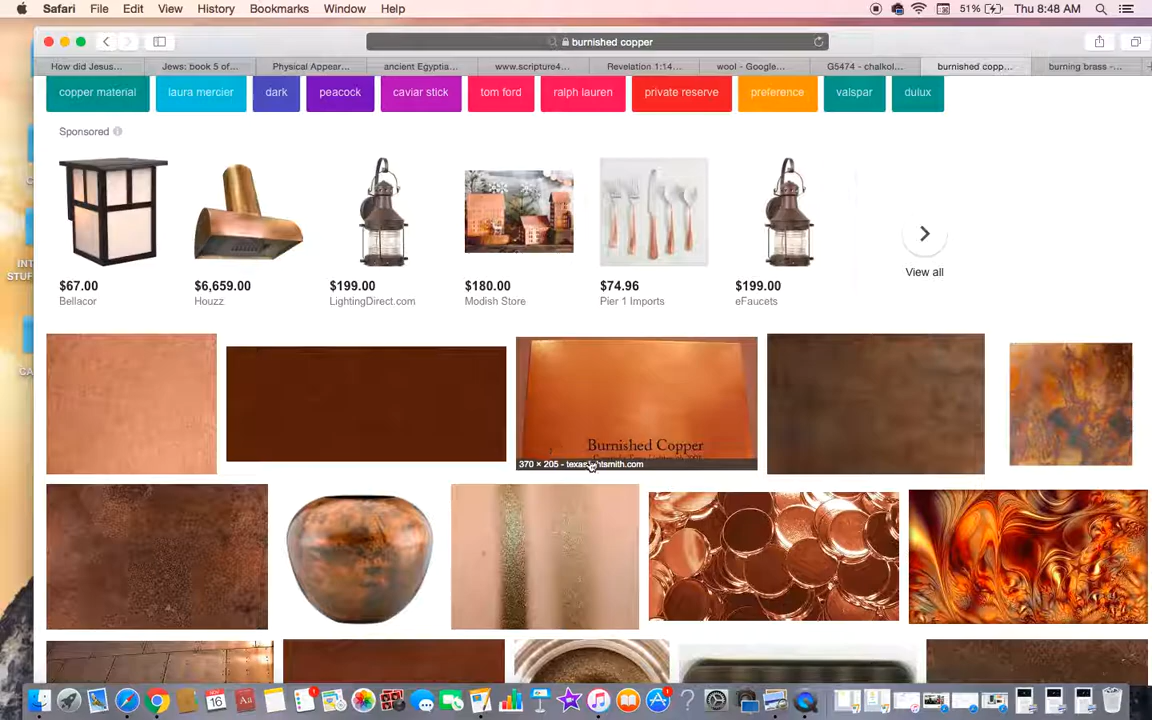 Safari File Edit View History Bookmarks Window Help 51% Thu 8:48 AM
burnished copper
How did Jesus... Jews: book 5 of... Physical Appear... ancient Egyptia... www.scripture4... Revelation 1:14... wool - Google... G5474 - chalkol... burnished copp... burning brass -...
copper material laura mercier dark peacock caviar stick tom ford ralph lauren private reserve preference valspar dulux
Sponsored
$67.00 $6,659.00 $199.00 $180.00 $74.96 $199.00
Bellacor Houzz LightingDirect.com Modish Store Pier 1 Imports eFaucets
View all
Burnished Copper
370 × 205 -